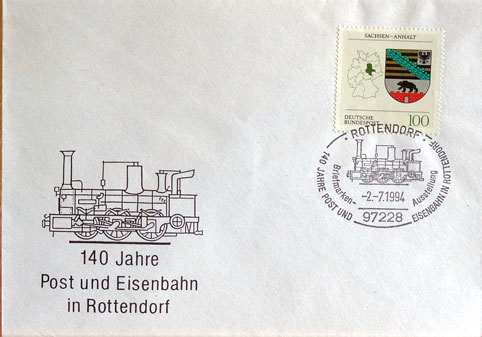 SACHSEN-ANHALT
DEUTSCHE
BUNDESPOST
100
ROTTENDORF
140 JAHRE POST UND EISENBAHN IN ROTTENDORF
Briefmarken-Ausstellung
-2.-7.1994
97228
140 Jahre
Post und Eisenbahn
in Rottendorf